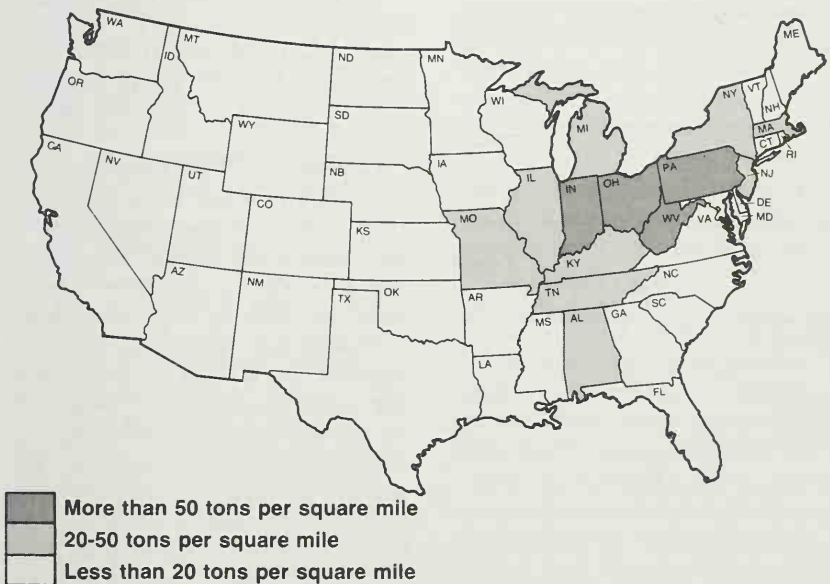 WA
MT
ME
ID
ND
MN
OR
VT
NY
NH
WI
SD
MI
MA
WY
CT
RI
CA
NV
IA
PA
NB
UT
IL
IN
OH
NJ
CO
DE
MO
WV
VA
MD
KS
KY
AZ
NC
NM
OK
TN
TX
AR
SC
MS
AL
GA
LA
FL
More than 50 tons per square mile
20-50 tons per square mile
Less than 20 tons per square mile